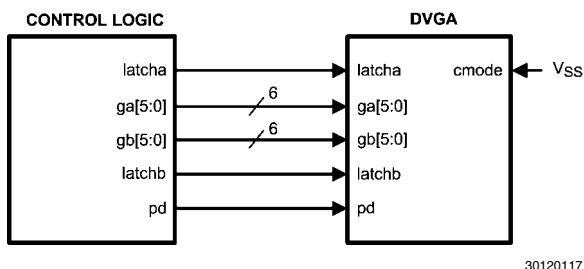 CONTROL LOGIC
DVGA
latcha
latcha
cmode
VSS
ga[5:0]
6
ga[5:0]
gb[5:0]
6
gb[5:0]
latchb
latchb
pd
pd
30120117